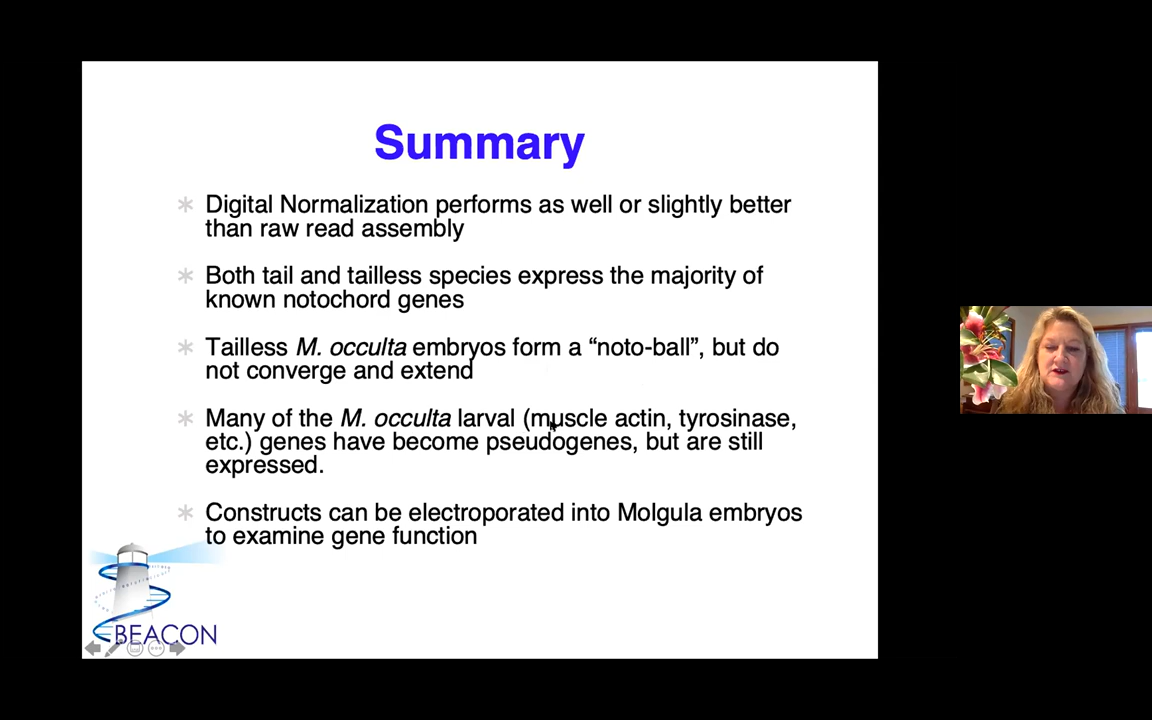 Summary
Digital Normalization performs as well or slightly better
than raw read assembly
Both tail and tailless species express the majority of
known notochord genes
Tailless M. occulta embryos form a “noto-ball”, but do
not converge and extend
Many of the M. occulta larval (muscle actin, tyrosinase,
etc.) genes have become pseudogenes, but are still
expressed.
Constructs can be electroporated into Molgula embryos
to examine gene function
BEACON